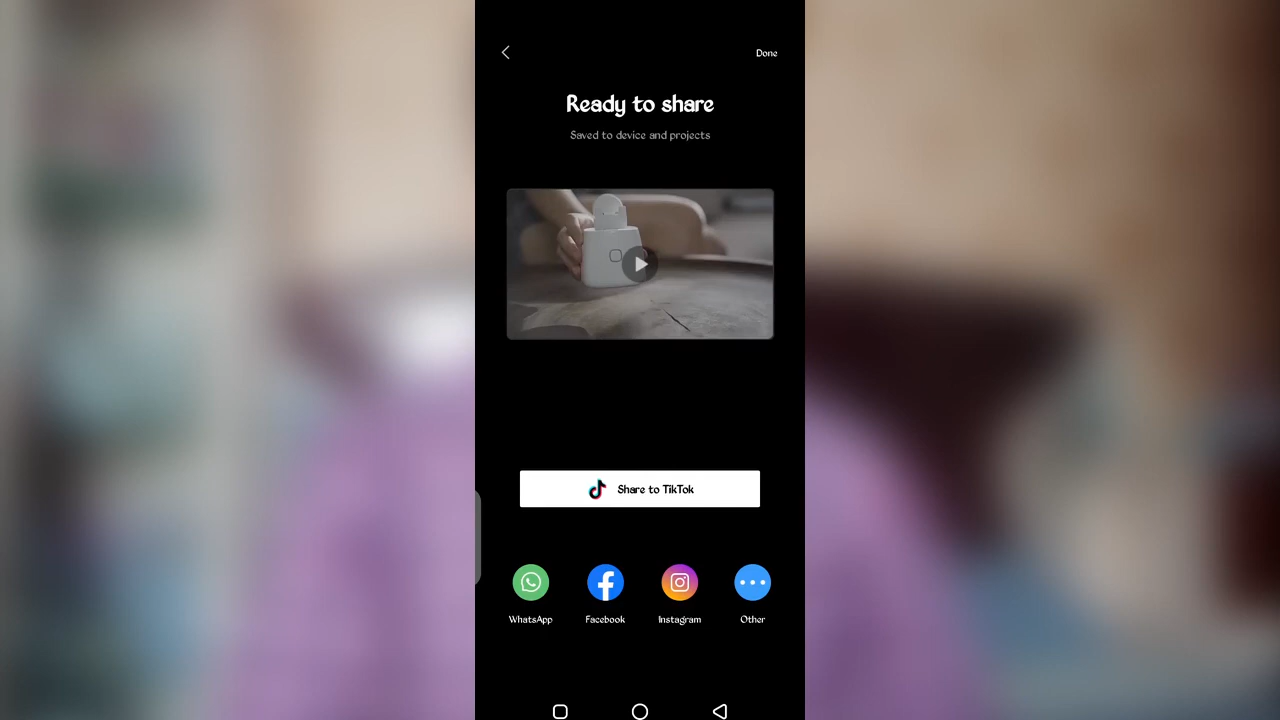 Done
Ready to share
Saved to device and projects
Share to TikTok
WhatsApp
Facebook
Instagram
Other